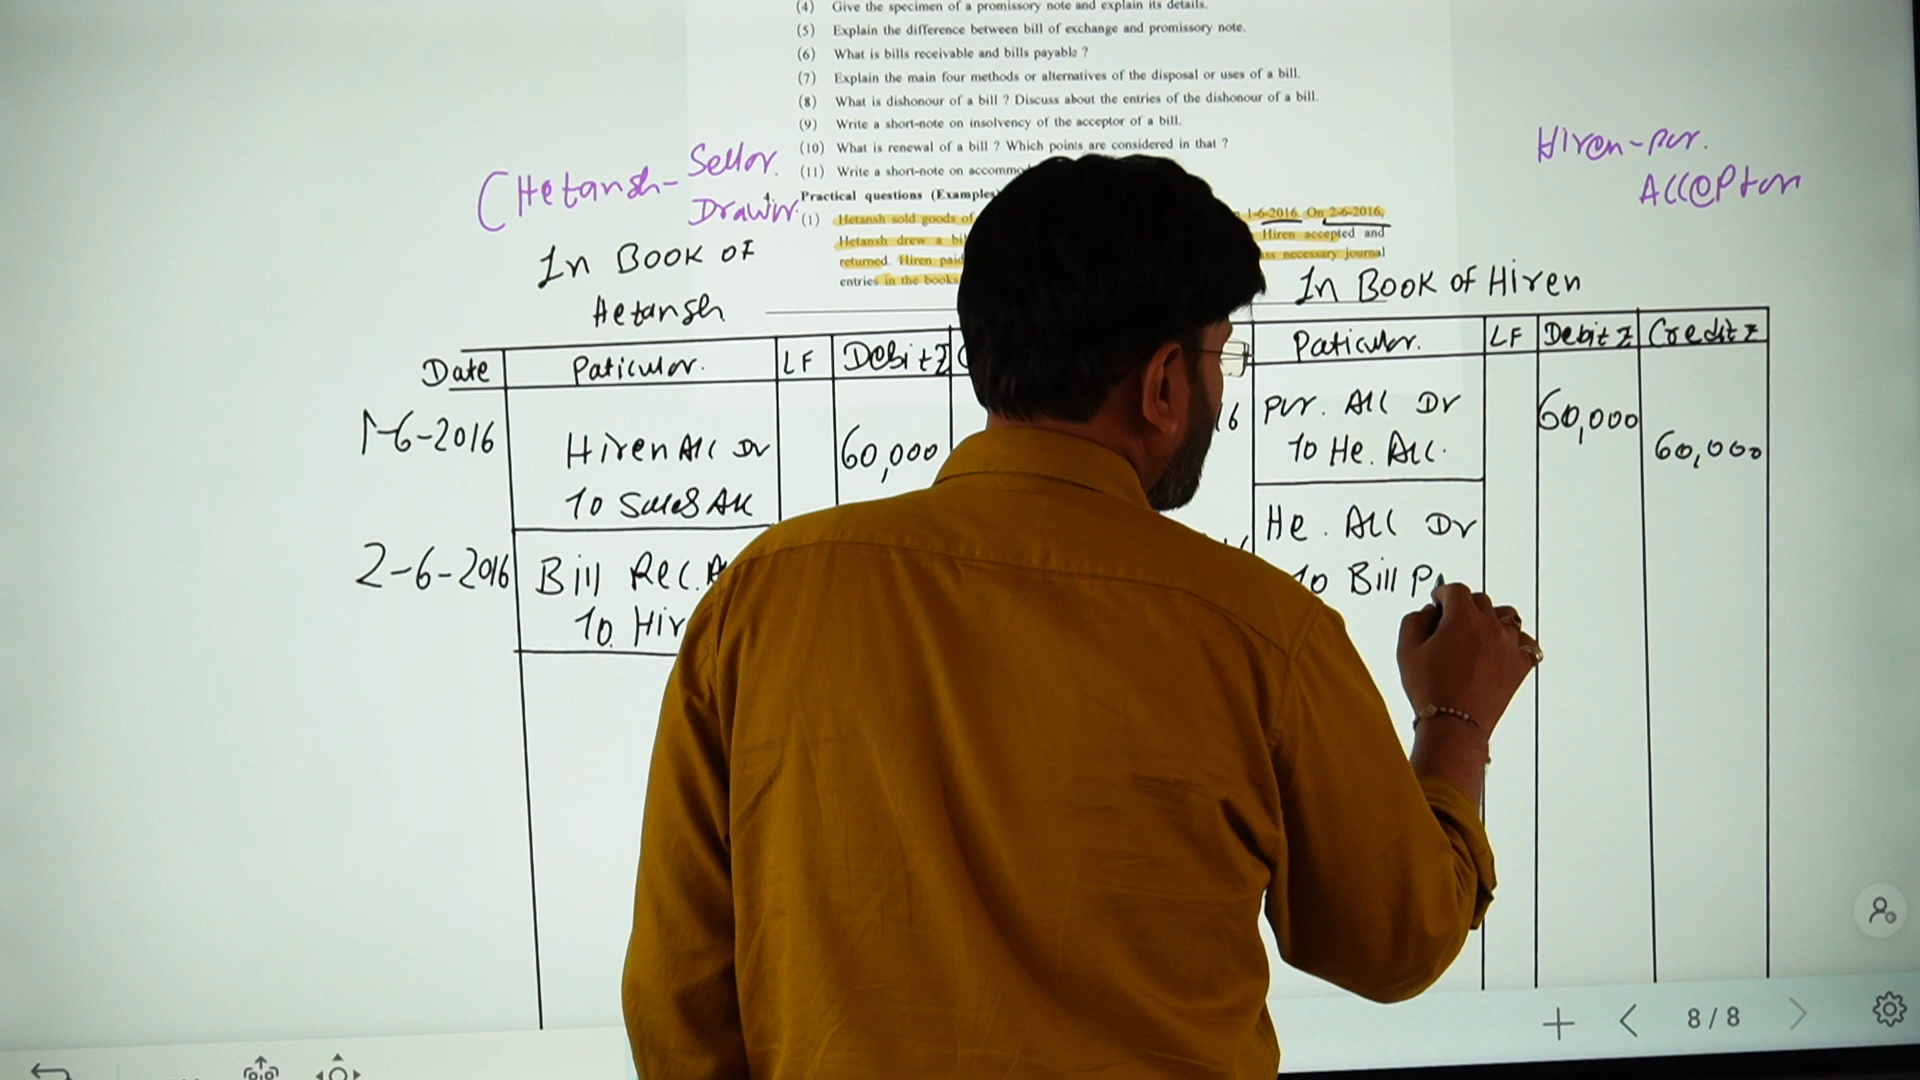 (4) Give the specimen of a promissory note and explain its details.
(5) Explain the difference between bill of exchange and promissory note.
(6) What is bills receivable and bills payable ?
(7) Explain the main four methods or alternatives of the disposal or uses of a bill.
(8) What is dishonour of a bill ? Discuss about the entries of the dishonour of a bill.
(9) Write a short-note on insolvency of the acceptor of a bill.
(10) What is renewal of a bill ? Which points are considered in that ?
(11) Write a short-note on accommo
4. Practical questions (Examples)
(1) Hetansh sold goods of 1-6-2016. On 2-6-2016,
Hetansh drew a bil Hiren accepted and
returned. Hiren paid ss necessary journal
entries in the books
(Hetansh- Sellor.
Drawer.
Hiren-pur.
Acceptor
In Book of
Hetansh
Date Paticular. LF Debit ₹ C
1-6-2016 Hiren A/c Dr 60,000
To Sales A/c
2-6-2016 Bill Rec. A
To Hir
In Book of Hiren
Paticular. LF Debit ₹ Credit ₹
16 pur. A/c Dr 60,000
To He. A/c. 60,000
He. A/c Dr
To Bill P
8/8